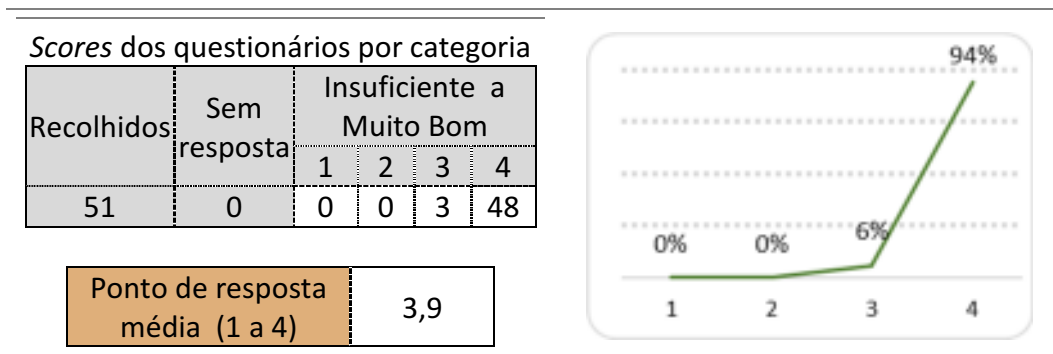 Scores dos questionários por categoria
Recolhidos
Sem
resposta
Insuficiente a
Muito Bom
1 2 3 4
51 0 0 0 3 48
Ponto de resposta
média (1 a 4)
3,9
94%
0% 0% 6%
1 2 3 4